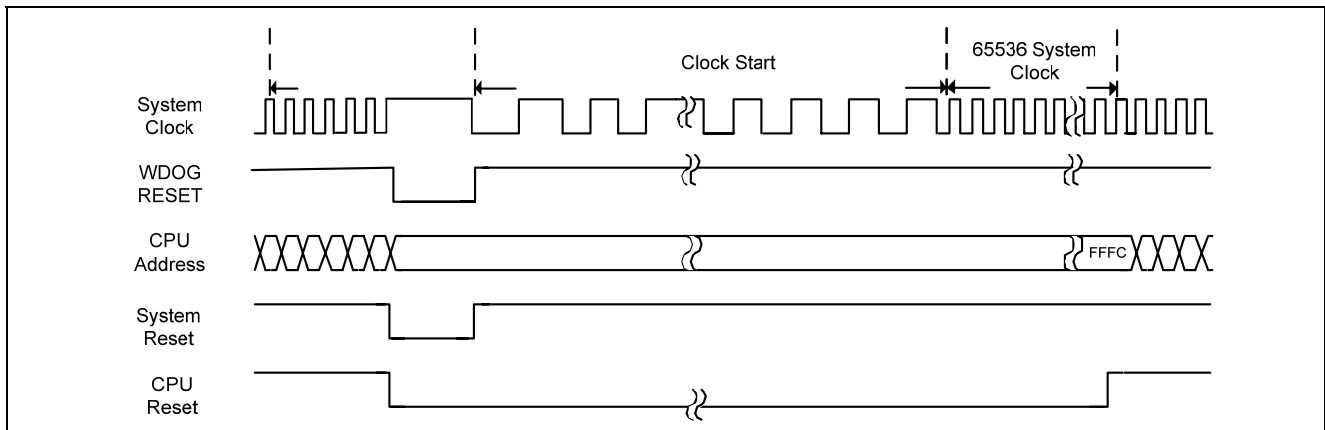 Clock Start
65536 System
Clock
System
Clock
WDOG
RESET
CPU
Address
FFFC
System
Reset
CPU
Reset